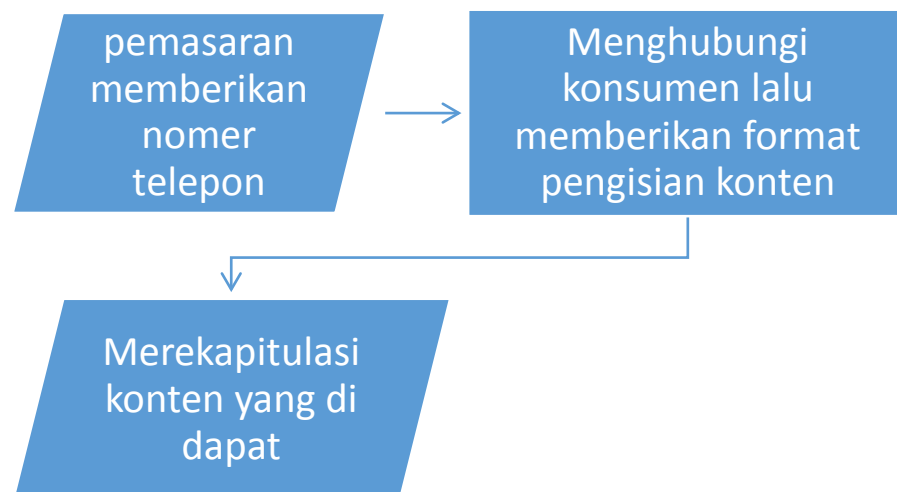 pemasaran
memberikan
nomer
telepon
Menghubungi
konsumen lalu
memberikan format
pengisian konten
Merekapitulasi
konten yang di
dapat